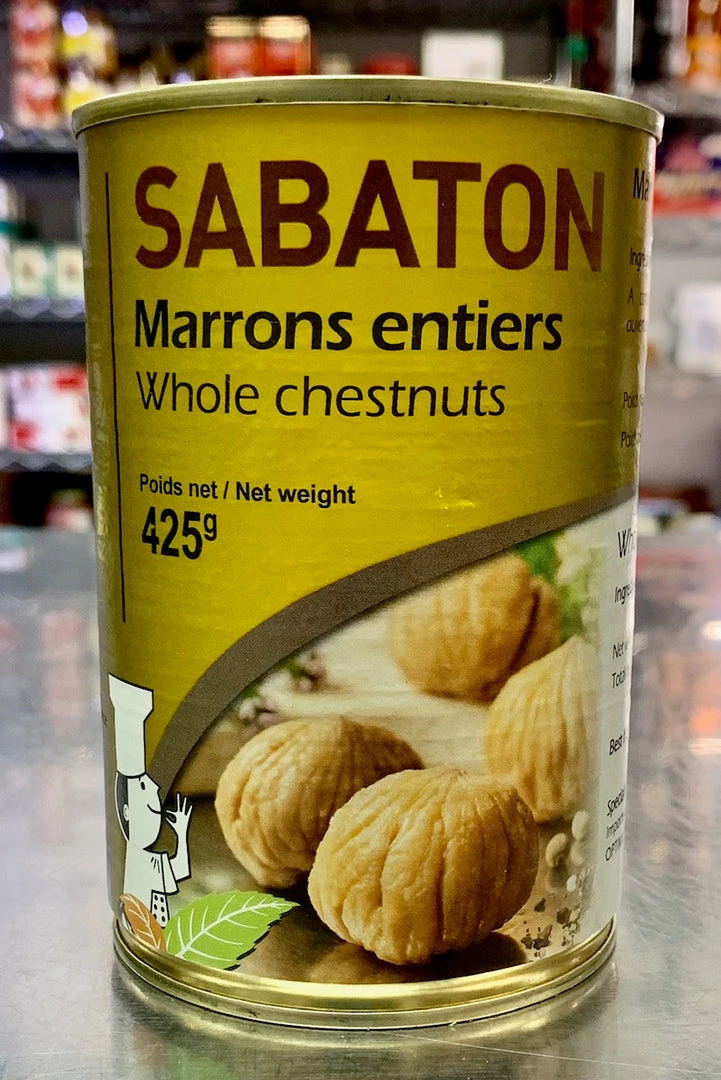 SABATON
Marrons entiers
Whole chestnuts
Poids net / Net weight
425g